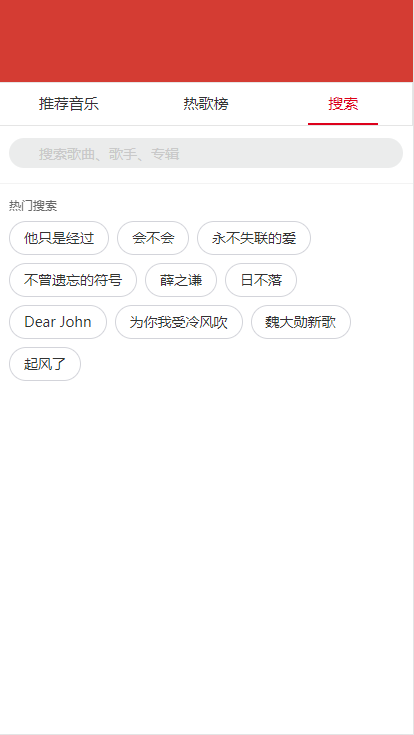 推荐音乐 热歌榜 搜索
搜索歌曲、歌手、专辑
热门搜索
他只是经过 会不会 永不失联的爱
不曾遗忘的符号 薛之谦 日不落
Dear John 为你我受冷风吹 魏大勋新歌
起风了